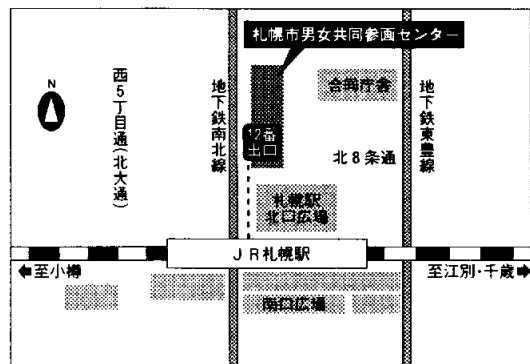 札幌市男女共同参画センター
N
西5丁目通(北大通)
地下鉄南北線
合同庁舎
地下鉄東豊線
12番
出口
北8条通
札幌駅
北口広場
JR札幌駅
←至小樽
至江別・千歳→
南口広場